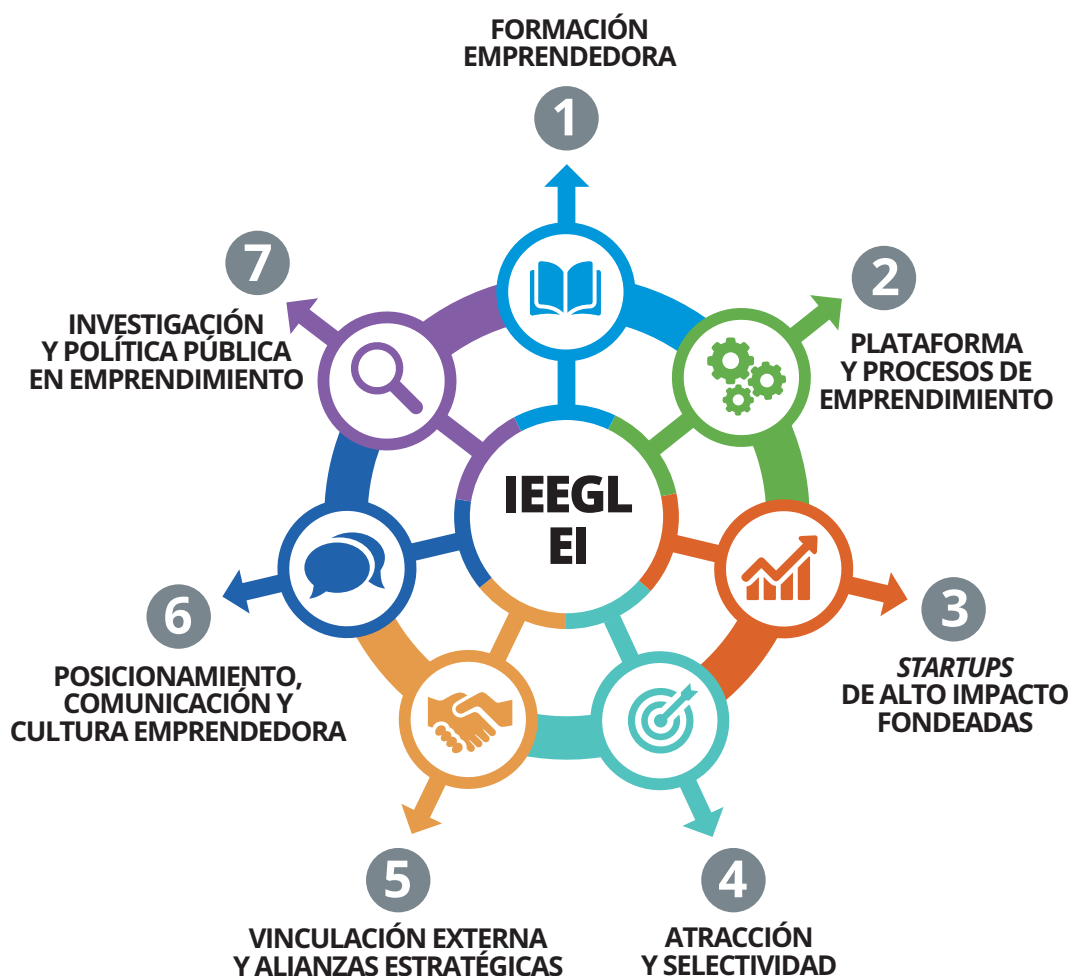 FORMACIÓN
EMPRENDEDORA
1
2
PLATAFORMA
Y PROCESOS DE
EMPRENDIMIENTO
3
STARTUPS
DE ALTO IMPACTO
FONDEADAS
4
ATRACCIÓN
Y SELECTIVIDAD
5
VINCULACIÓN EXTERNA
Y ALIANZAS ESTRATÉGICAS
6
POSICIONAMIENTO,
COMUNICACIÓN Y
CULTURA EMPRENDEDORA
7
INVESTIGACIÓN
Y POLÍTICA PÚBLICA
EN EMPRENDIMIENTO
IEEGL
EI